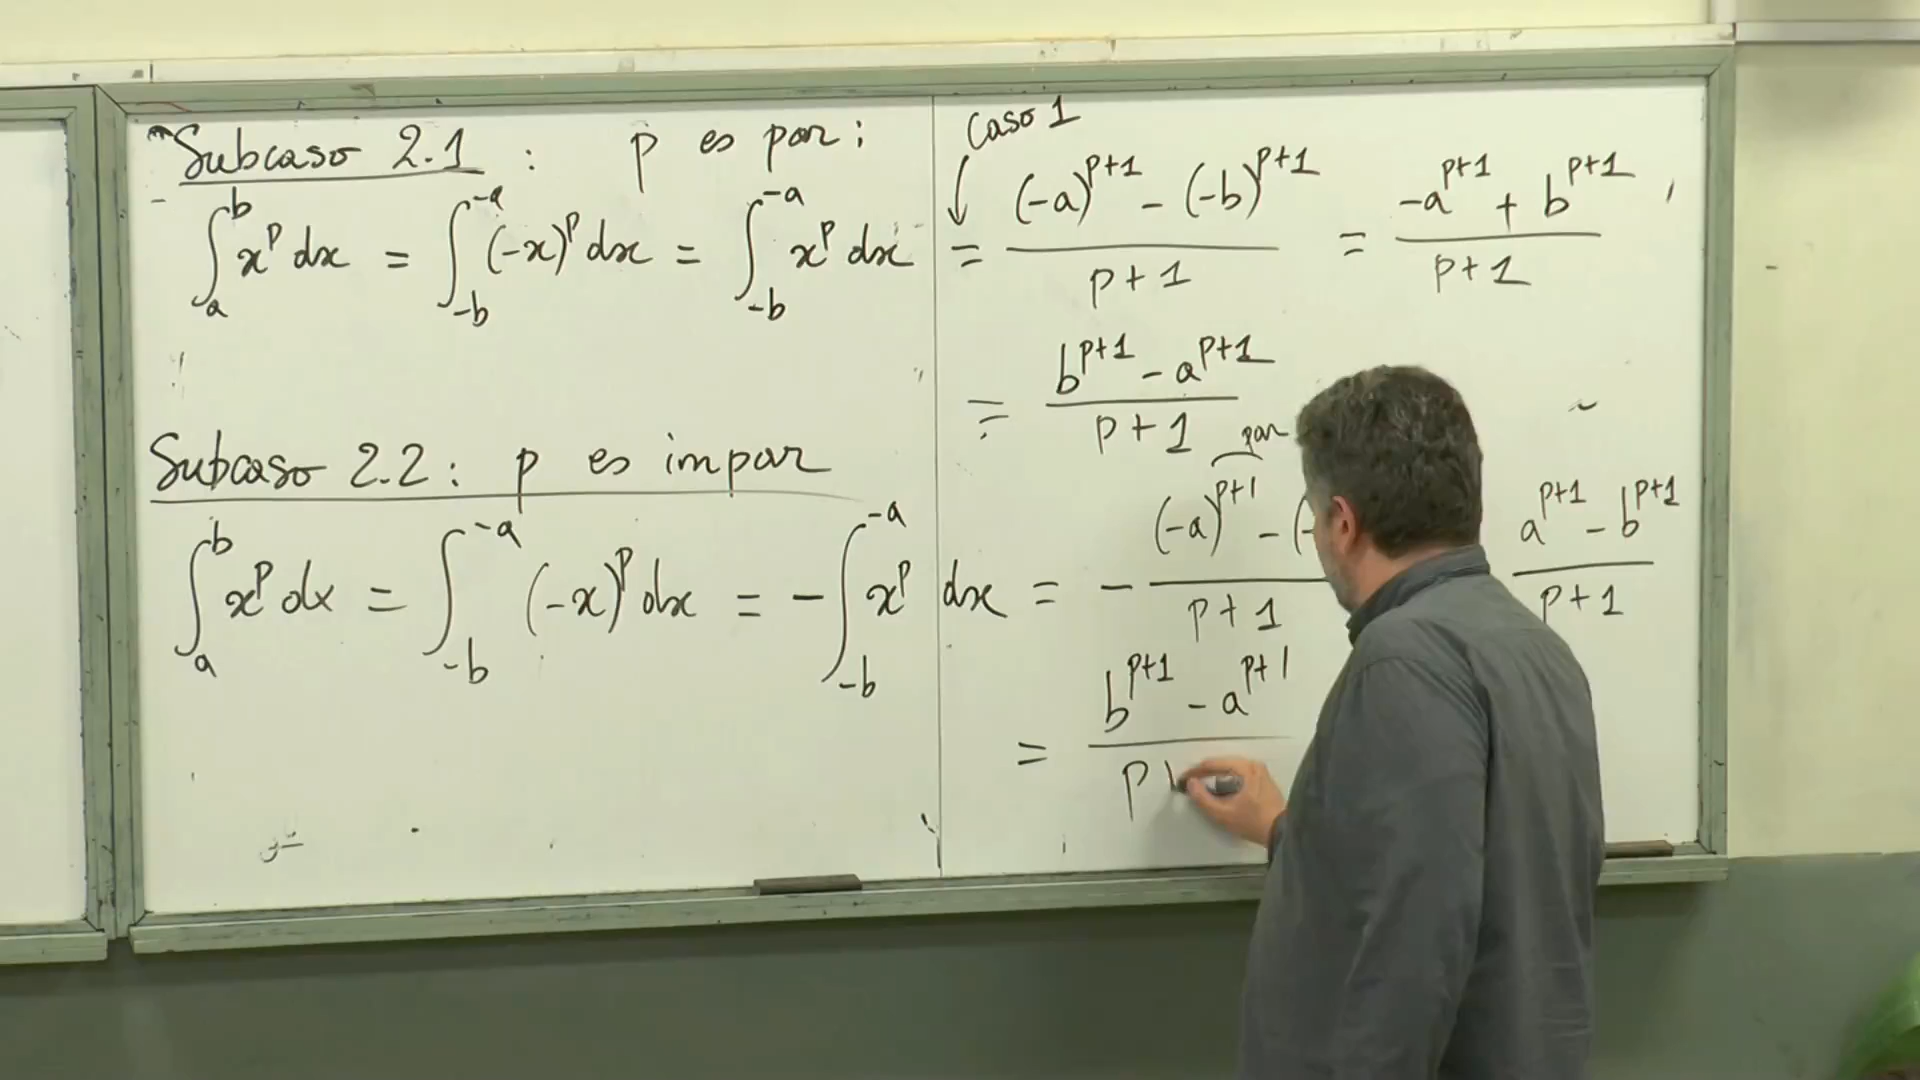 Subcaso 2.1 : p es par:
Caso 1
↓
∫_a^b x^p dx = ∫_{-b}^{-a} (-x)^p dx = ∫_{-b}^{-a} x^p dx = ((-a)^{p+1} - (-b)^{p+1})/(p+1) = (-a^{p+1} + b^{p+1})/(p+1)
= (b^{p+1} - a^{p+1})/(p+1)
Subcaso 2.2: p es impar
par
∫_a^b x^p dx = ∫_{-b}^{-a} (-x)^p dx = - ∫_{-b}^{-a} x^p dx = - ((-a)^{p+1} - (- /(p+1) (a^{p+1} - b^{p+1})/(p+1)
= (b^{p+1} - a^{p+1})/p